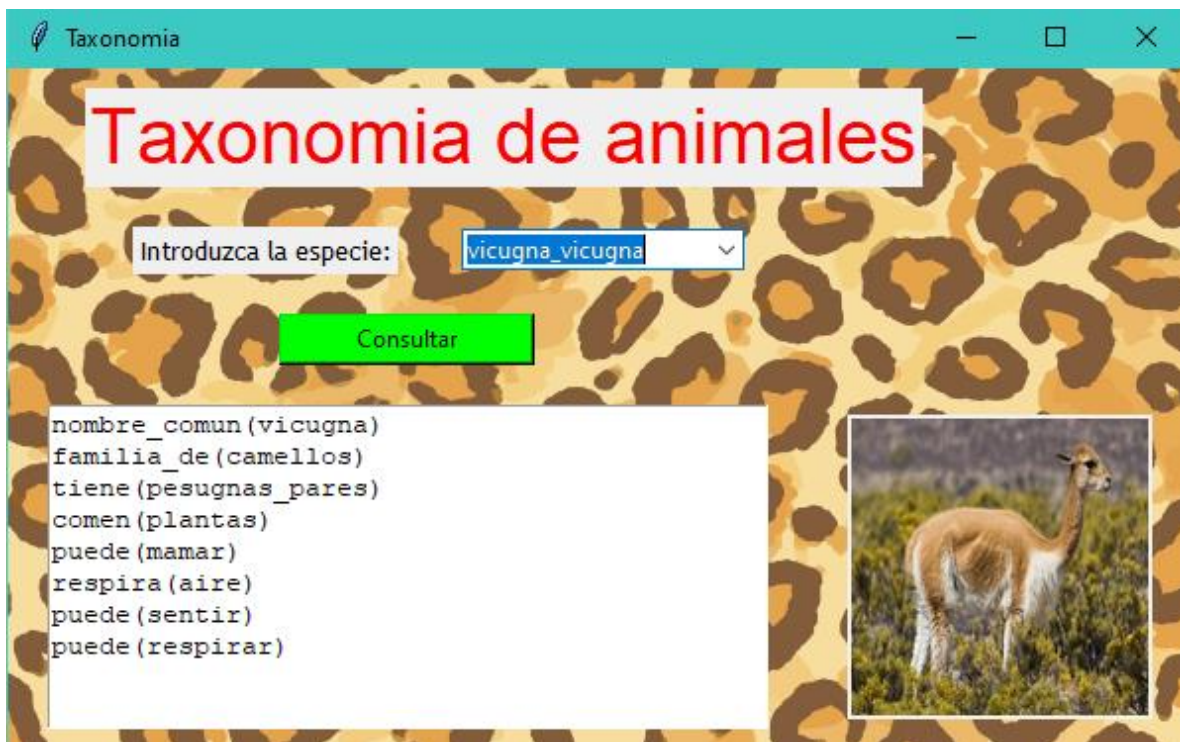 Taxonomia
Taxonomia de animales
Introduzca la especie:
vicugna_vicugna
Consultar
nombre_comun(vicugna)
familia_de(camellos)
tiene(pesugnas_pares)
comen(plantas)
puede(mamar)
respira(aire)
puede(sentir)
puede(respirar)